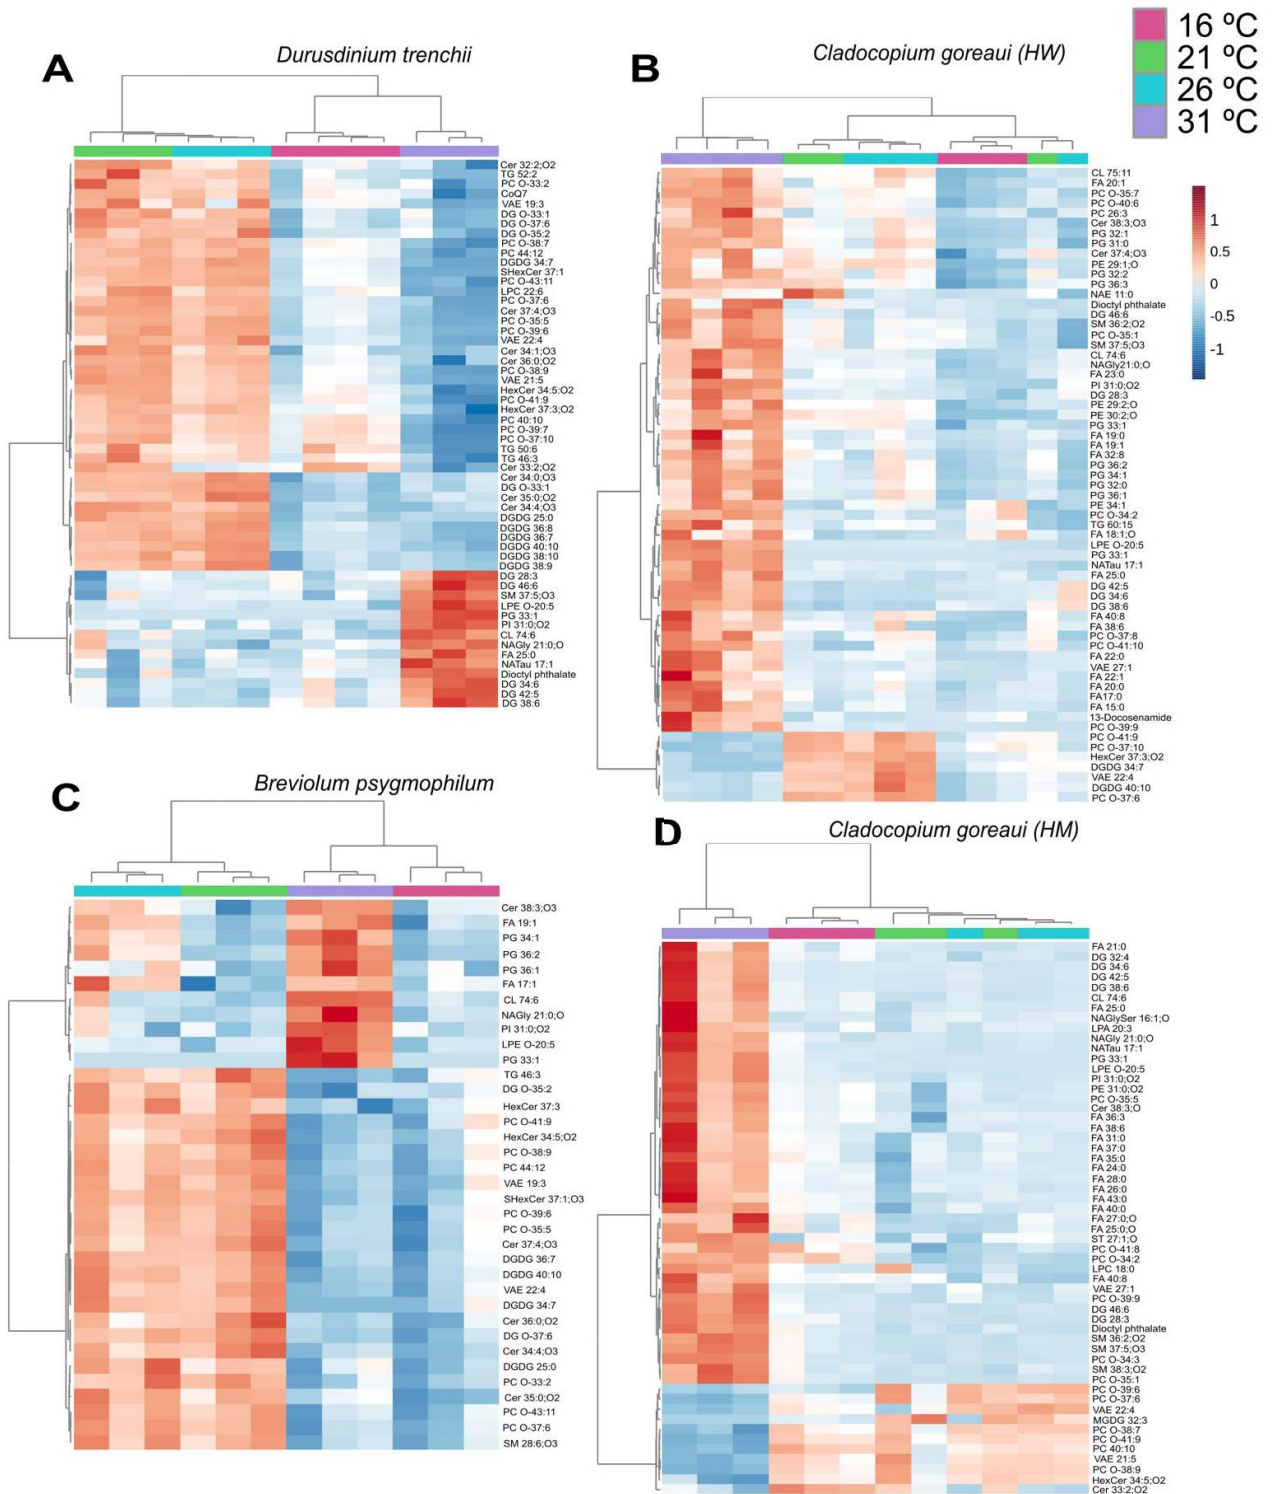 16 ºC
21 ºC
26 ºC
31 ºC
1
0.5
0
-0.5
-1
A
Durusdinium trenchii
Cer 32:2;O2
TG 52:2
PC O-33:2
CoQ7
VAE 19:3
DG O-33:1
DG O-37:6
DG O-35:2
PC O-38:7
PC 44:12
DGDG 34:7
SHexCer 37:1
PC O-43:11
LPC 22:6
PC O-37:6
Cer 37:4;O3
PC O-35:5
PC O-39:6
VAE 22:4
Cer 34:1;O3
Cer 36:0;O2
PC O-38:9
VAE 21:5
HexCer 34:5;O2
PC O-41:9
HexCer 37:3;O2
PC 40:10
PC O-39:7
PC O-37:10
TG 50:6
TG 46:3
Cer 33:2;O2
Cer 34:0;O3
DG O-33:1
Cer 35:0;O2
Cer 34:4;O3
DGDG 25:0
DGDG 36:8
DGDG 36:7
DGDG 40:10
DGDG 38:10
DGDG 38:9
DG 28:3
DG 46:6
SM 37:5;O3
LPE O-20:5
PG 33:1
PI 31:0;O2
CL 74:6
NAGly 21:0;O
FA 25:0
NATau 17:1
Dioctyl phthalate
DG 34:6
DG 42:5
DG 38:6
B
Cladocopium goreaui (HW)
CL 75:11
FA 20:1
PC O-35:7
PC O-40:6
PC 26:3
Cer 38:3;O3
PG 32:1
PG 31:0
Cer 37:4;O3
PE 29:1;O
PG 32:2
PG 36:3
NAE 11:0
Dioctyl phthalate
DG 46:6
SM 36:2;O2
PC O-35:1
SM 37:5;O3
CL 74:6
NAGly21:0;O
FA 23:0
PI 31:0;O2
DG 28:3
PE 29:2;O
PE 30:2;O
PG 33:1
FA 19:0
FA 19:1
FA 32:8
PG 36:2
PG 34:1
PG 32:0
PG 36:1
PE 34:1
PC O-34:2
TG 60:15
FA 18:1;O
LPE O-20:5
PG 33:1
NATau 17:1
FA 25:0
DG 42:5
DG 34:6
DG 38:6
FA 40:8
FA 38:6
PC O-37:8
PC O-41:10
FA 22:0
VAE 27:1
FA 22:1
FA 20:0
FA17:0
FA 15:0
13-Docosenamide
PC O-39:9
PC O-41:9
PC O-37:10
HexCer 37:3;O2
DGDG 34:7
VAE 22:4
DGDG 40:10
PC O-37:6
C
Breviolum psygmophilum
Cer 38:3;O3
FA 19:1
PG 34:1
PG 36:2
PG 36:1
FA 17:1
CL 74:6
NAGly 21:0;O
PI 31:0;O2
LPE O-20:5
PG 33:1
TG 46:3
DG O-35:2
HexCer 37:3
PC O-41:9
HexCer 34:5;O2
PC O-38:9
PC 44:12
VAE 19:3
SHexCer 37:1;O3
PC O-39:6
PC O-35:5
Cer 37:4;O3
DGDG 36:7
DGDG 40:10
VAE 22:4
DGDG 34:7
Cer 36:0;O2
DG O-37:6
Cer 34:4;O3
DGDG 25:0
PC O-33:2
Cer 35:0;O2
PC O-43:11
PC O-37:6
SM 28:6;O3
D
Cladocopium goreaui (HM)
FA 21:0
DG 32:4
DG 34:6
DG 42:5
DG 38:6
CL 74:6
FA 25:0
NAGlySer 16:1;O
LPA 20:3
NAGly 21:0;O
NATau 17:1
PG 33:1
LPE O-20:5
PI 31:0;O2
PE 31:0;O2
PC O-35:5
Cer 38:3;O
FA 36:3
FA 38:6
FA 31:0
FA 37:0
FA 35:0
FA 24:0
FA 28:0
FA 26:0
FA 43:0
FA 40:0
FA 27:0;O
FA 25:0;O
ST 27:1;O
PC O-41:8
PC O-34:2
LPC 18:0
FA 40:8
VAE 27:1
PC O-39:9
DG 46:6
DG 28:3
Dioctyl phthalate
SM 36:2;O2
SM 37:5;O3
PC O-34:3
SM 38:3;O2
PC O-35:1
PC O-39:6
PC O-37:6
VAE 22:4
MGDG 32:3
PC O-38:7
PC O-41:9
PC 40:10
VAE 21:5
PC O-38:9
HexCer 34:5;O2
Cer 33:2;O2